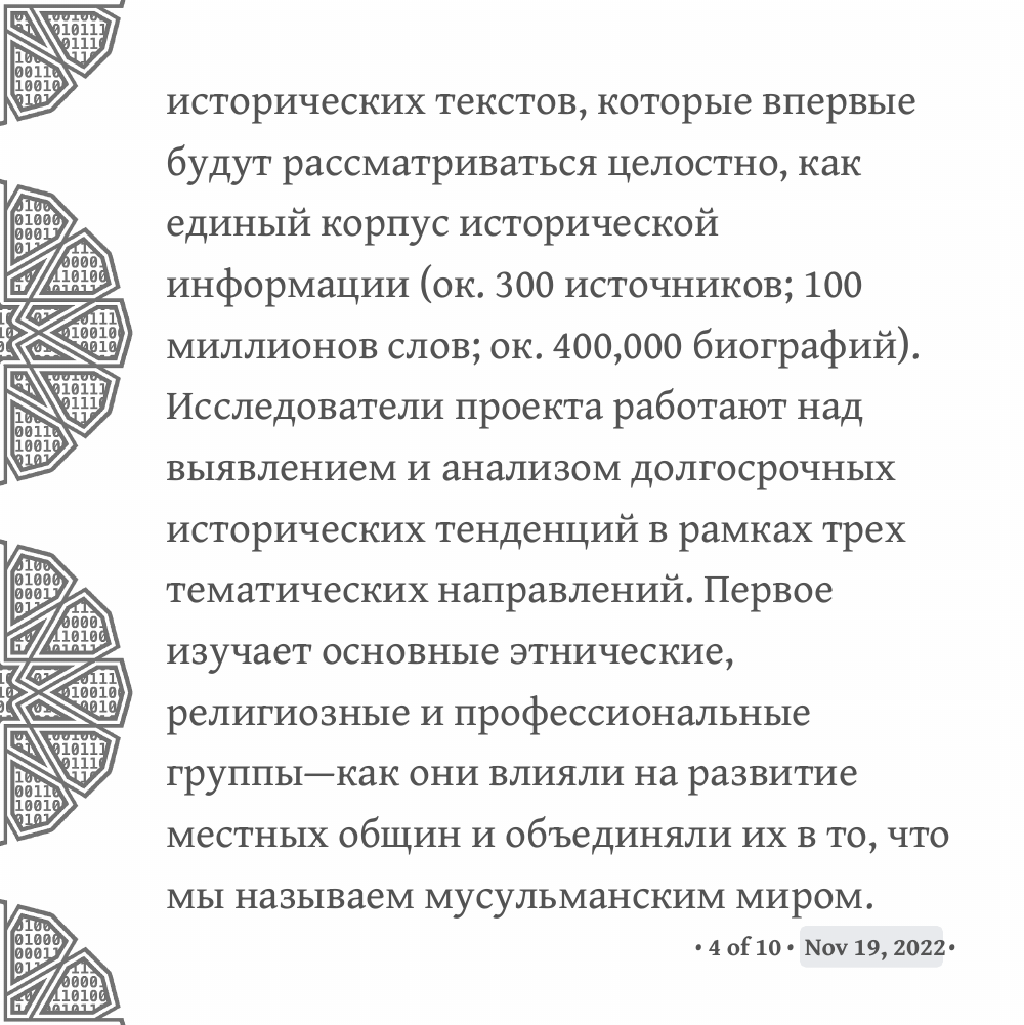 исторических текстов, которые впервые
будут рассматриваться целостно, как
единый корпус исторической
информации (ок. 300 источников; 100
миллионов слов; ок. 400,000 биографий).
Исследователи проекта работают над
выявлением и анализом долгосрочных
исторических тенденций в рамках трех
тематических направлений. Первое
изучает основные этнические,
религиозные и профессиональные
группы—как они влияли на развитие
местных общин и объединяли их в то, что
мы называем мусульманским миром.
• 4 of 10 • Nov 19, 2022 •